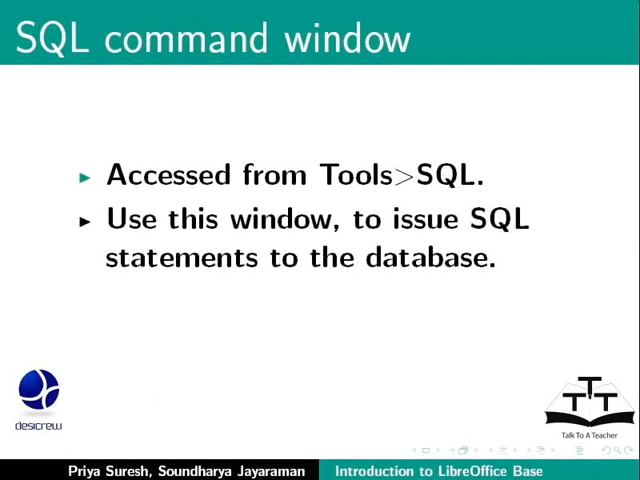 SQL command window
Accessed from Tools>SQL.
Use this window, to issue SQL
statements to the database.
desicrew
T T T
Talk To A Teacher
Priya Suresh, Soundharya Jayaraman Introduction to LibreOffice Base